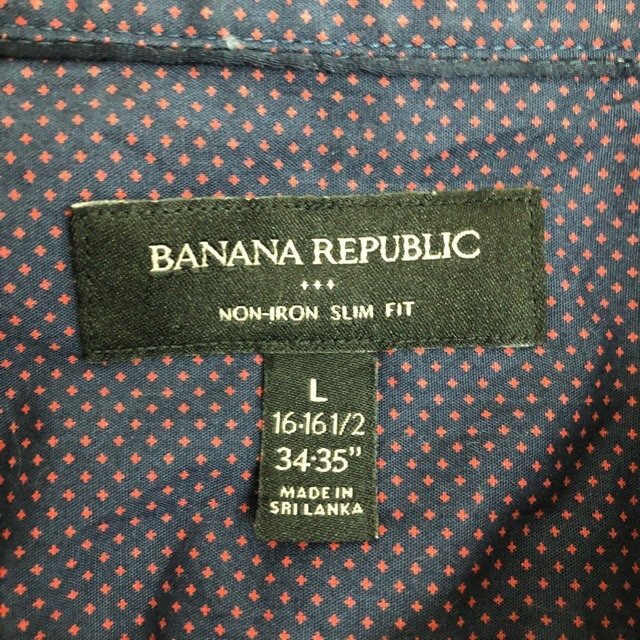 BANANA REPUBLIC
NON-IRON SLIM FIT
L
16·16 1/2
34·35"
MADE IN
SRI LANKA